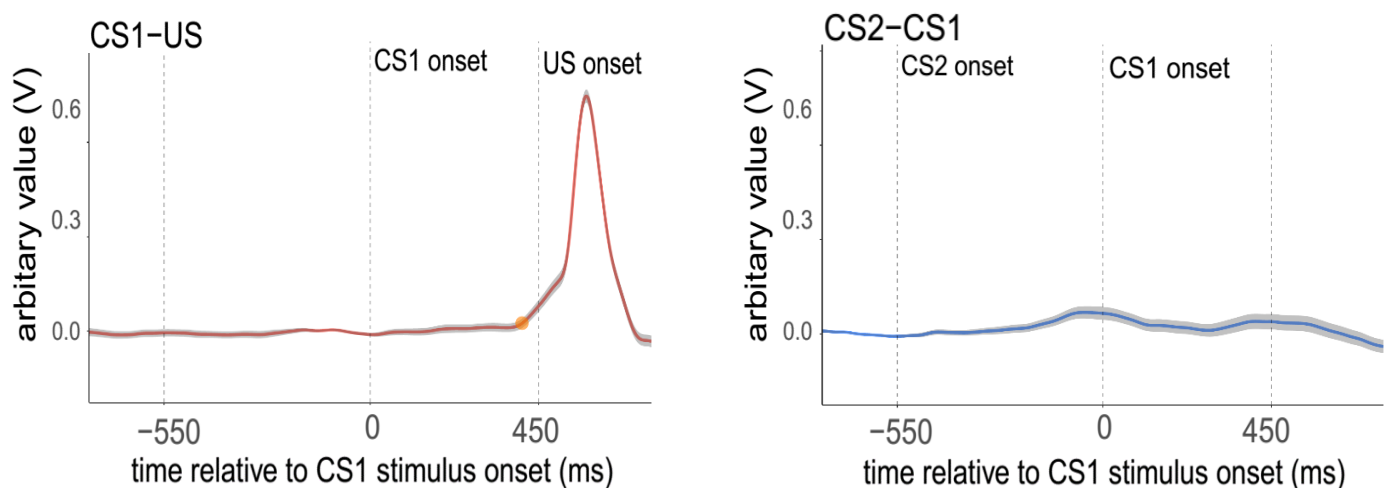 CS1−US
CS1 onset
US onset
arbitary value (V)
0.6
0.3
0.0
−550
0
450
time relative to CS1 stimulus onset (ms)
CS2−CS1
CS2 onset
CS1 onset
arbitary value (V)
0.6
0.3
0.0
−550
0
450
time relative to CS1 stimulus onset (ms)